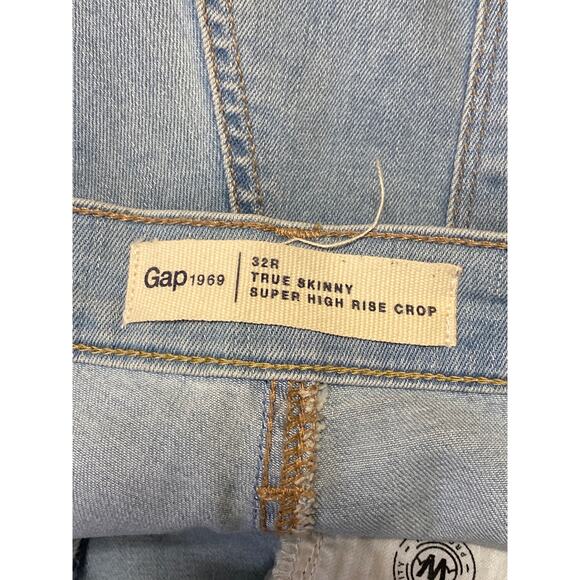 Gap 1969
32R
TRUE SKINNY
SUPER HIGH RISE CROP